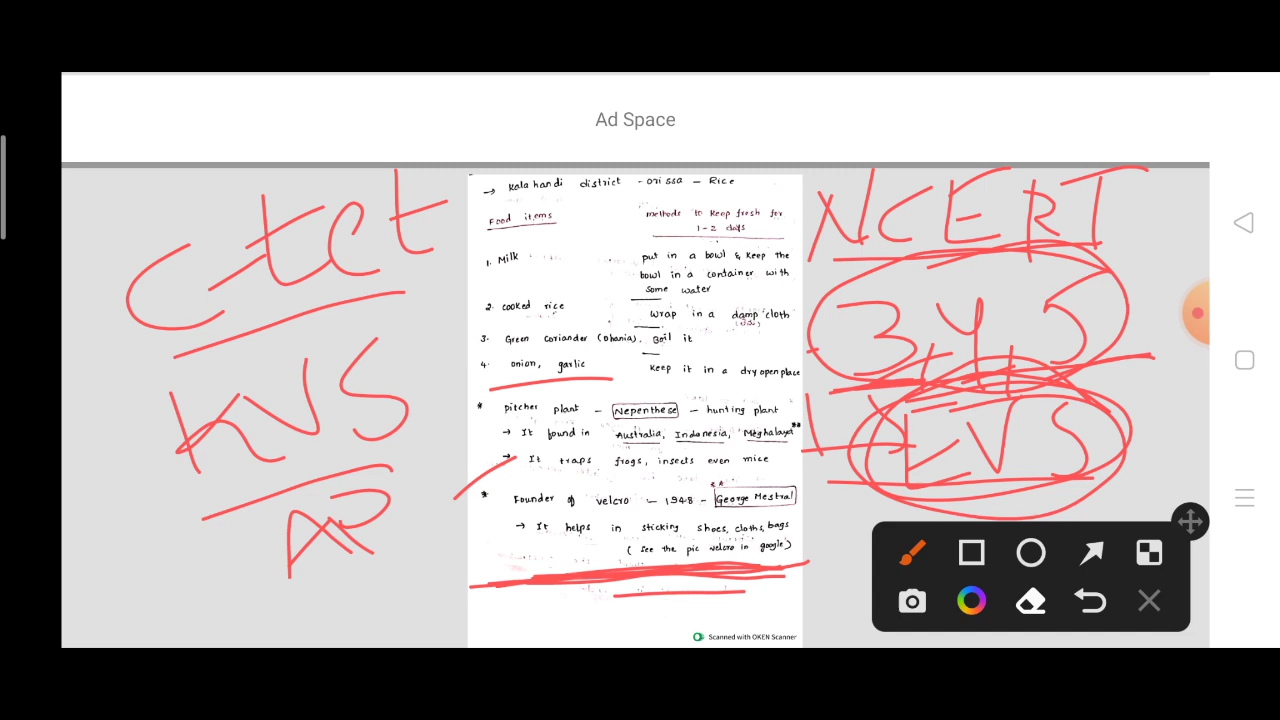 Ad Space
Ctet
KVS
AP
NCERT
3,4,5
EVS
→ Kalahandi district - orissa - Rice
Food items
methods to keep fresh for
1-2 days
1. Milk
put in a bowl & keep the
bowl in a container with
some water
2. cooked rice
wrap in a damp cloth
3. Green coriander (Dhania).
Boil it
4. onion, garlic
keep it in a dry open place
* pitcher plant - Nepenthese - hunting plant
→ It found in Australia, Indonesia, Meghalaya**
→ It traps frogs, insects even mice
* Founder of velcro - 1948 - George Mestral
→ It helps in sticking shoes, cloths, bags
( see the pic velcro in google)
Scanned with OKEN Scanner